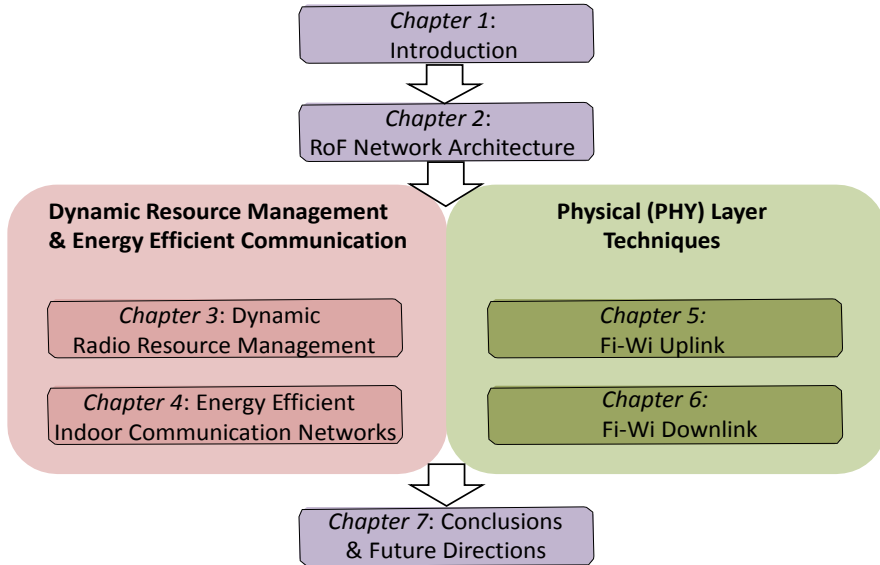 Chapter 1:
Introduction
Chapter 2:
RoF Network Architecture
Dynamic Resource Management
& Energy Efficient Communication
Chapter 3: Dynamic
Radio Resource Management
Chapter 4: Energy Efficient
Indoor Communication Networks
Physical (PHY) Layer
Techniques
Chapter 5:
Fi-Wi Uplink
Chapter 6:
Fi-Wi Downlink
Chapter 7: Conclusions
& Future Directions